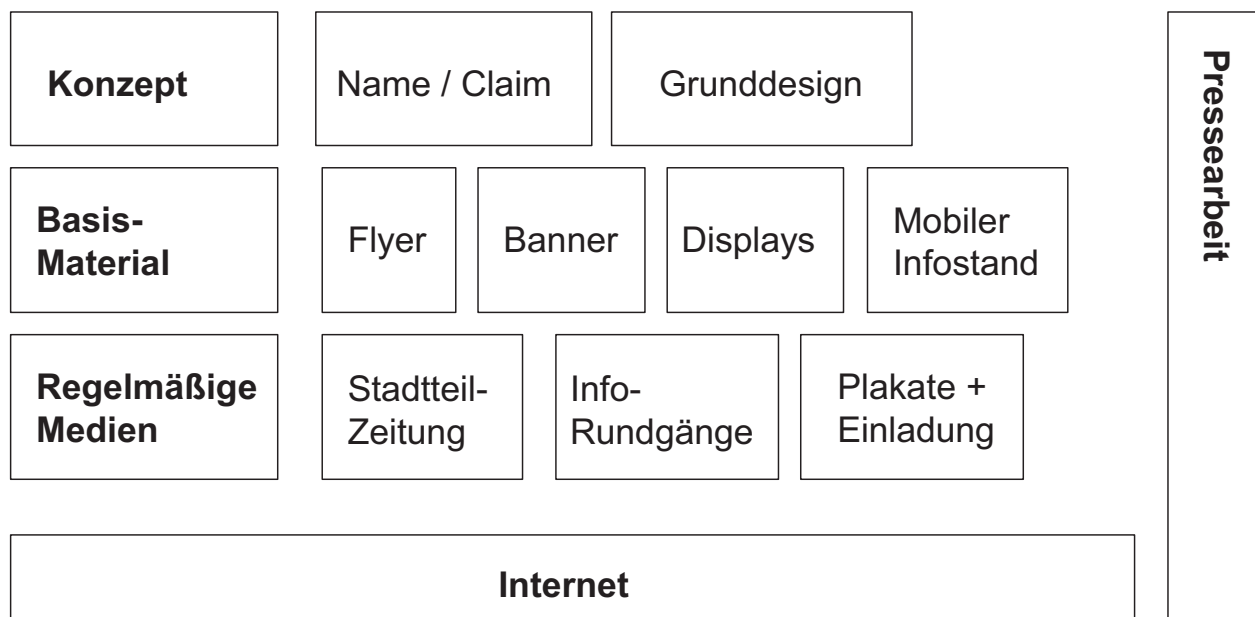 Konzept
Name / Claim
Grunddesign
Basis-
Material
Flyer
Banner
Displays
Mobiler
Infostand
Regelmäßige
Medien
Stadtteil-
Zeitung
Info-
Rundgänge
Plakate +
Einladung
Internet
Pressearbeit